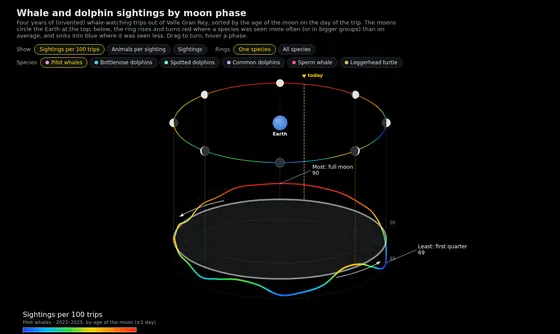 Whale and dolphin sightings by moon phase
Four years of (invented) whale-watching trips out of Valle Gran Rey, sorted by the age of the moon on the day of the trip. The moons
circle the Earth at the top; below, the ring rises and turns red where a species was seen more often (or in bigger groups) than on
average, and sinks into blue where it was seen less. Drag to turn, hover a phase.
Show Sightings per 100 trips Animals per sighting Sightings Rings One species All species
Species Pilot whales Bottlenose dolphins Spotted dolphins Common dolphins Sperm whale Loggerhead turtle
today
Earth
Most: full moon
90
90
Least: first quarter
69
Sightings per 100 trips
Pilot whales · 2022–2025, by age of the moon (±1 day)